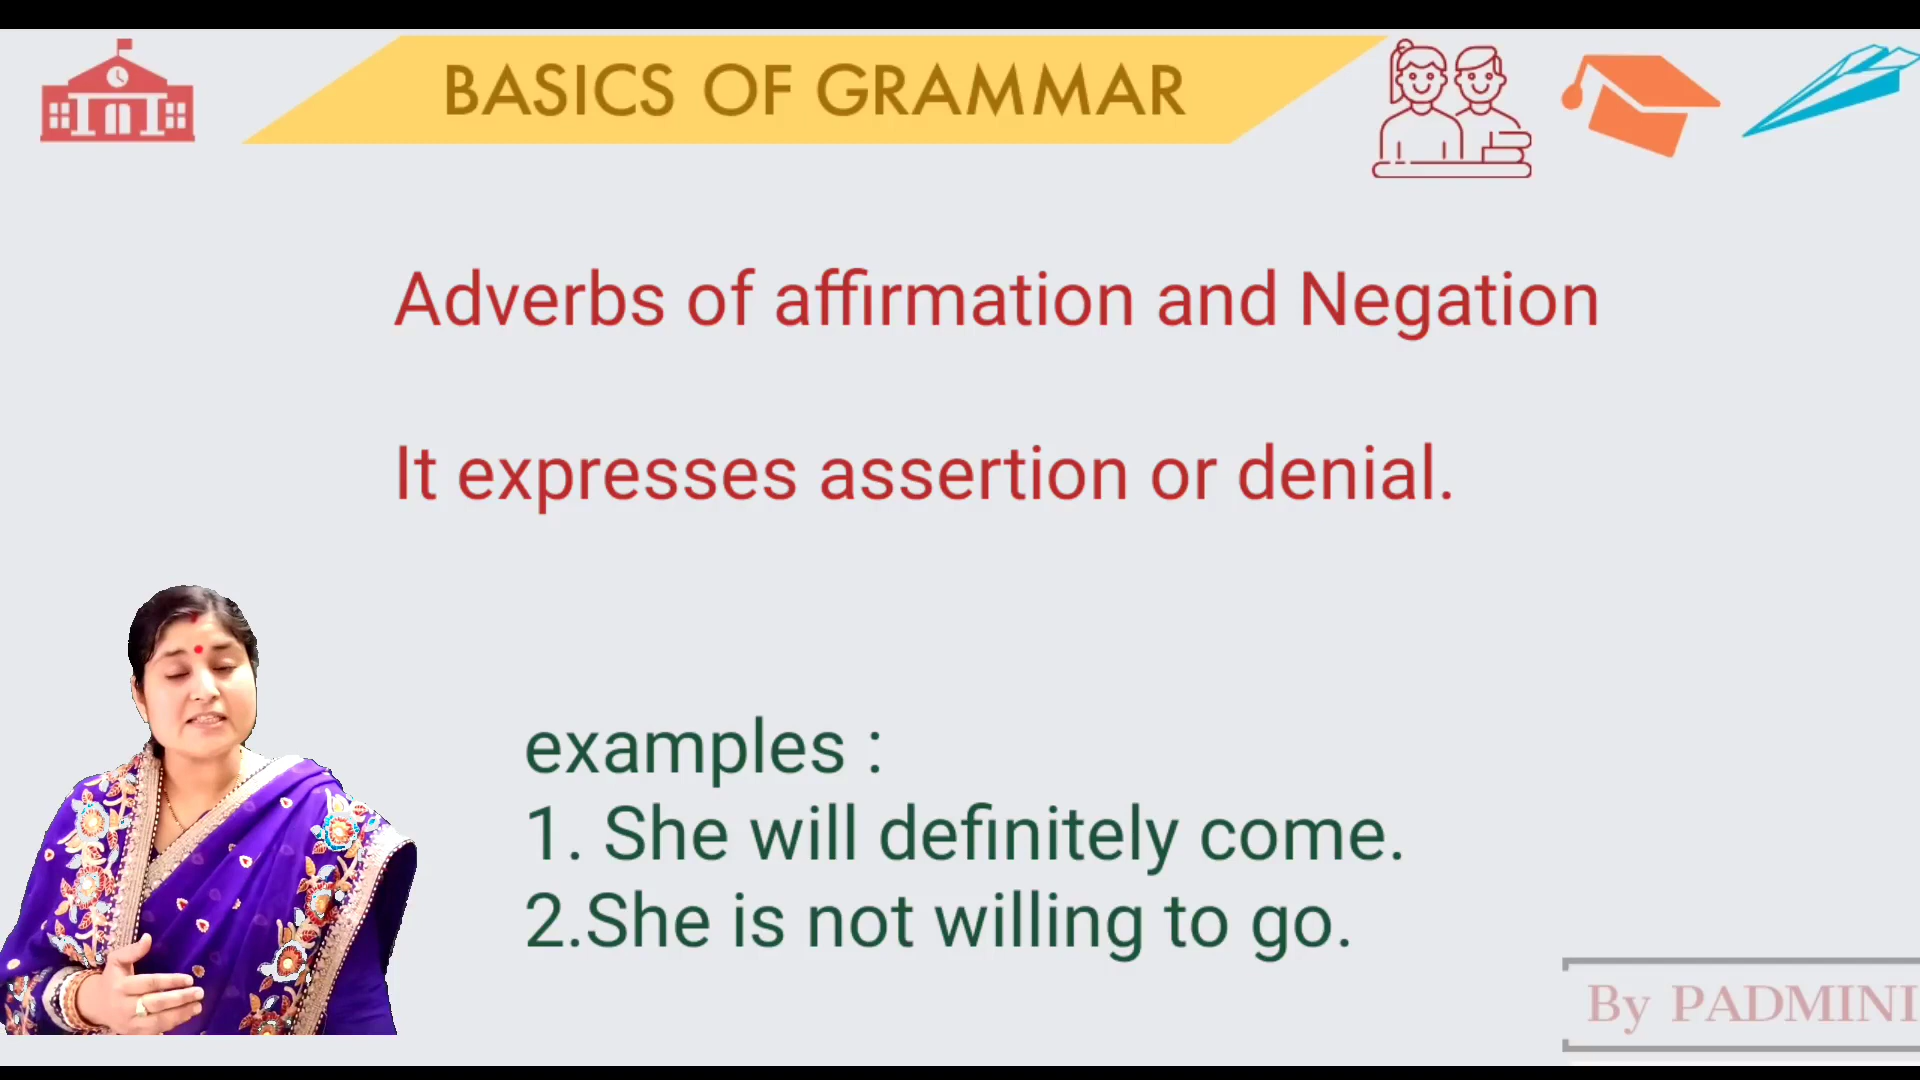 BASICS OF GRAMMAR
Adverbs of affirmation and Negation
It expresses assertion or denial.
examples :
1. She will definitely come.
2.She is not willing to go.
By PADMINI